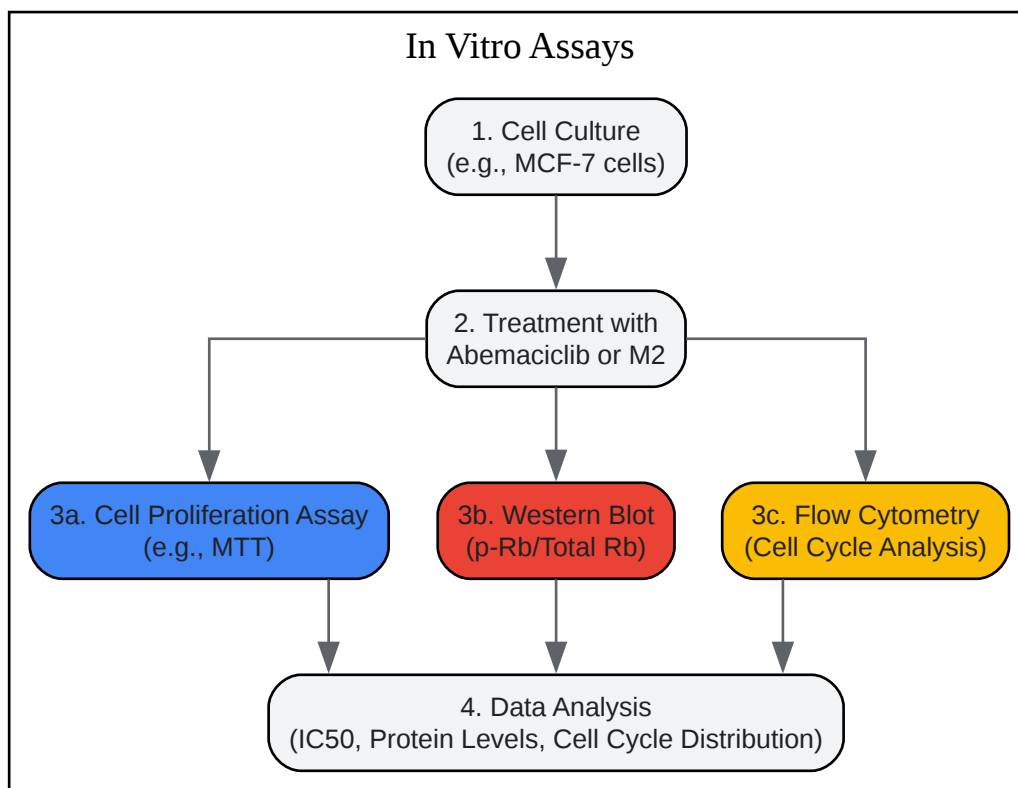 In Vitro Assays
1. Cell Culture
(e.g., MCF-7 cells)
2. Treatment with
Abemaciclib or M2
3a. Cell Proliferation Assay
(e.g., MTT)
3b. Western Blot
(p-Rb/Total Rb)
3c. Flow Cytometry
(Cell Cycle Analysis)
4. Data Analysis
(IC50, Protein Levels, Cell Cycle Distribution)